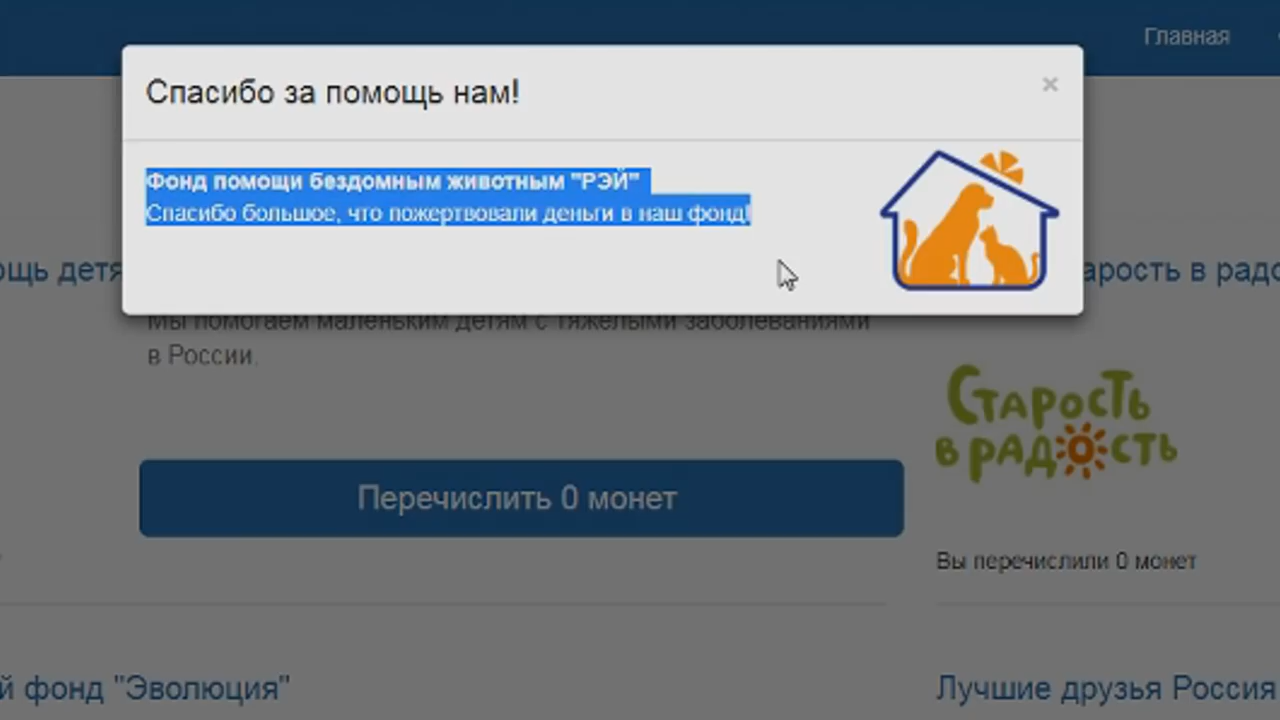 Главная
Спасибо за помощь нам!
×
Фонд помощи бездомным животным "РЭЙ"
Спасибо большое, что пожертвовали деньги в наш фонд!
ощь детя
арость в радо
Мы помогаем маленьким детям с тяжелыми заболеваниями
в России.
Старость
в радость
Перечислить 0 монет
Вы перечислили 0 монет
й фонд "Эволюция"
Лучшие друзья Россия